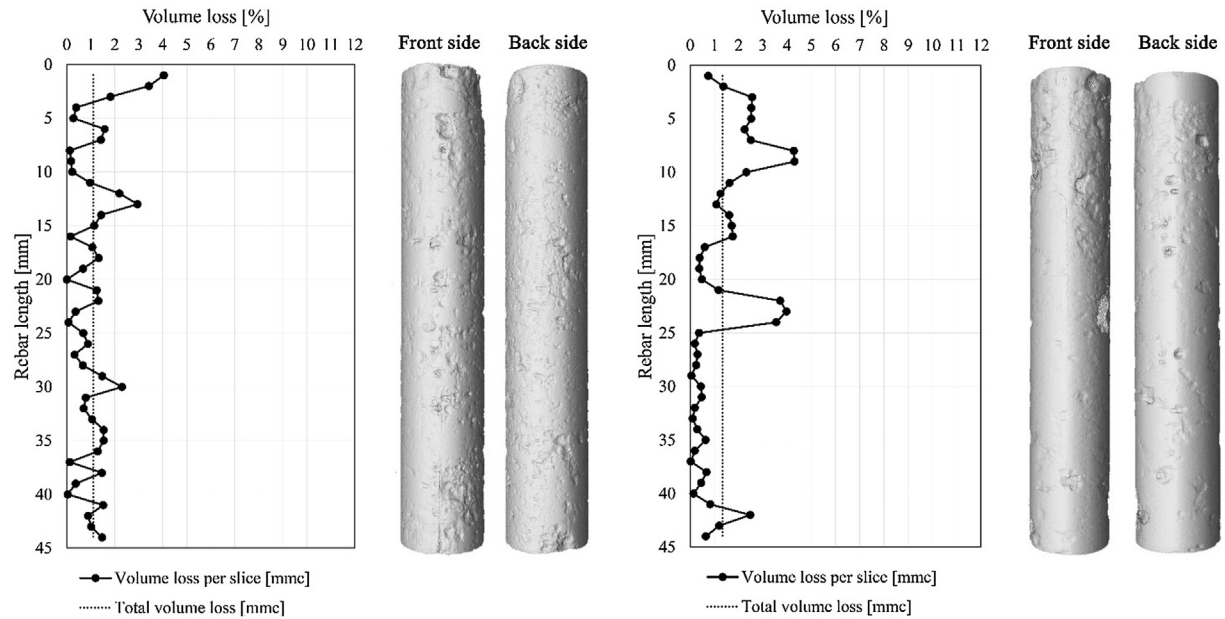 Volume loss [%]
0 1 2 3 4 5 6 7 8 9 10 11 12
Front side Back side
0
5
10
15
20
25
30
35
40
45
Rebar length [mm]
Volume loss per slice [mmc]
Total volume loss [mmc]
Volume loss [%]
0 1 2 3 4 5 6 7 8 9 10 11 12
Front side Back side
0
5
10
15
20
25
30
35
40
45
Rebar length [mm]
Volume loss per slice [mmc]
Total volume loss [mmc]